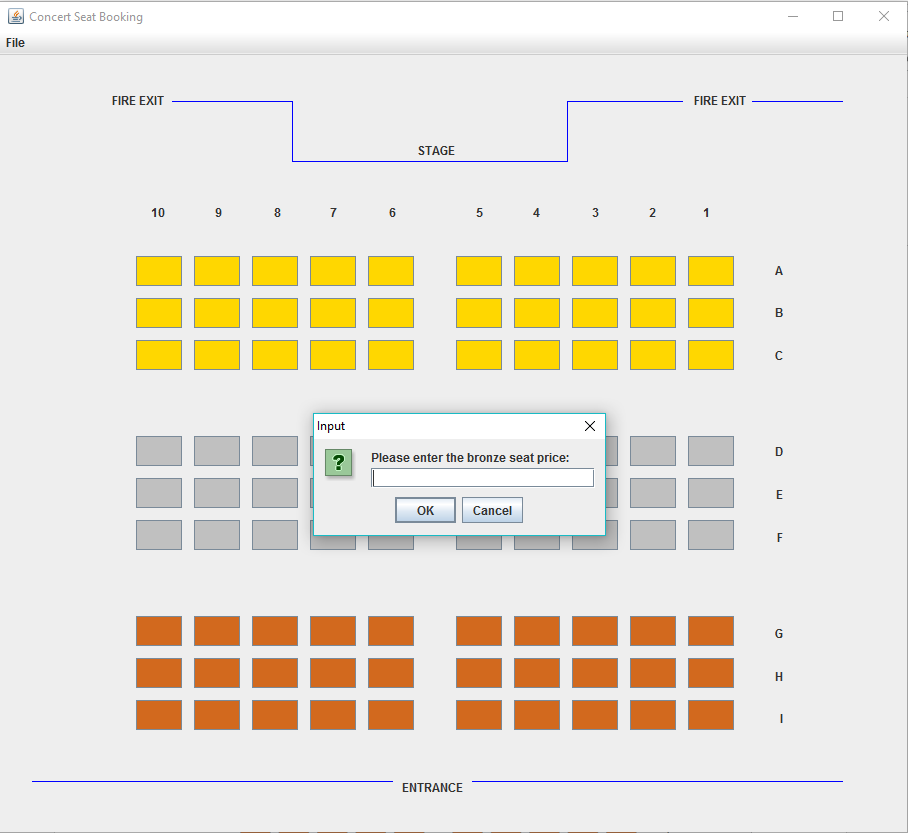 Concert Seat Booking
File
FIRE EXIT
FIRE EXIT
STAGE
10 9 8 7 6 5 4 3 2 1
A
B
C
Input
D
? Please enter the bronze seat price:
E
OK Cancel
F
G
H
I
ENTRANCE